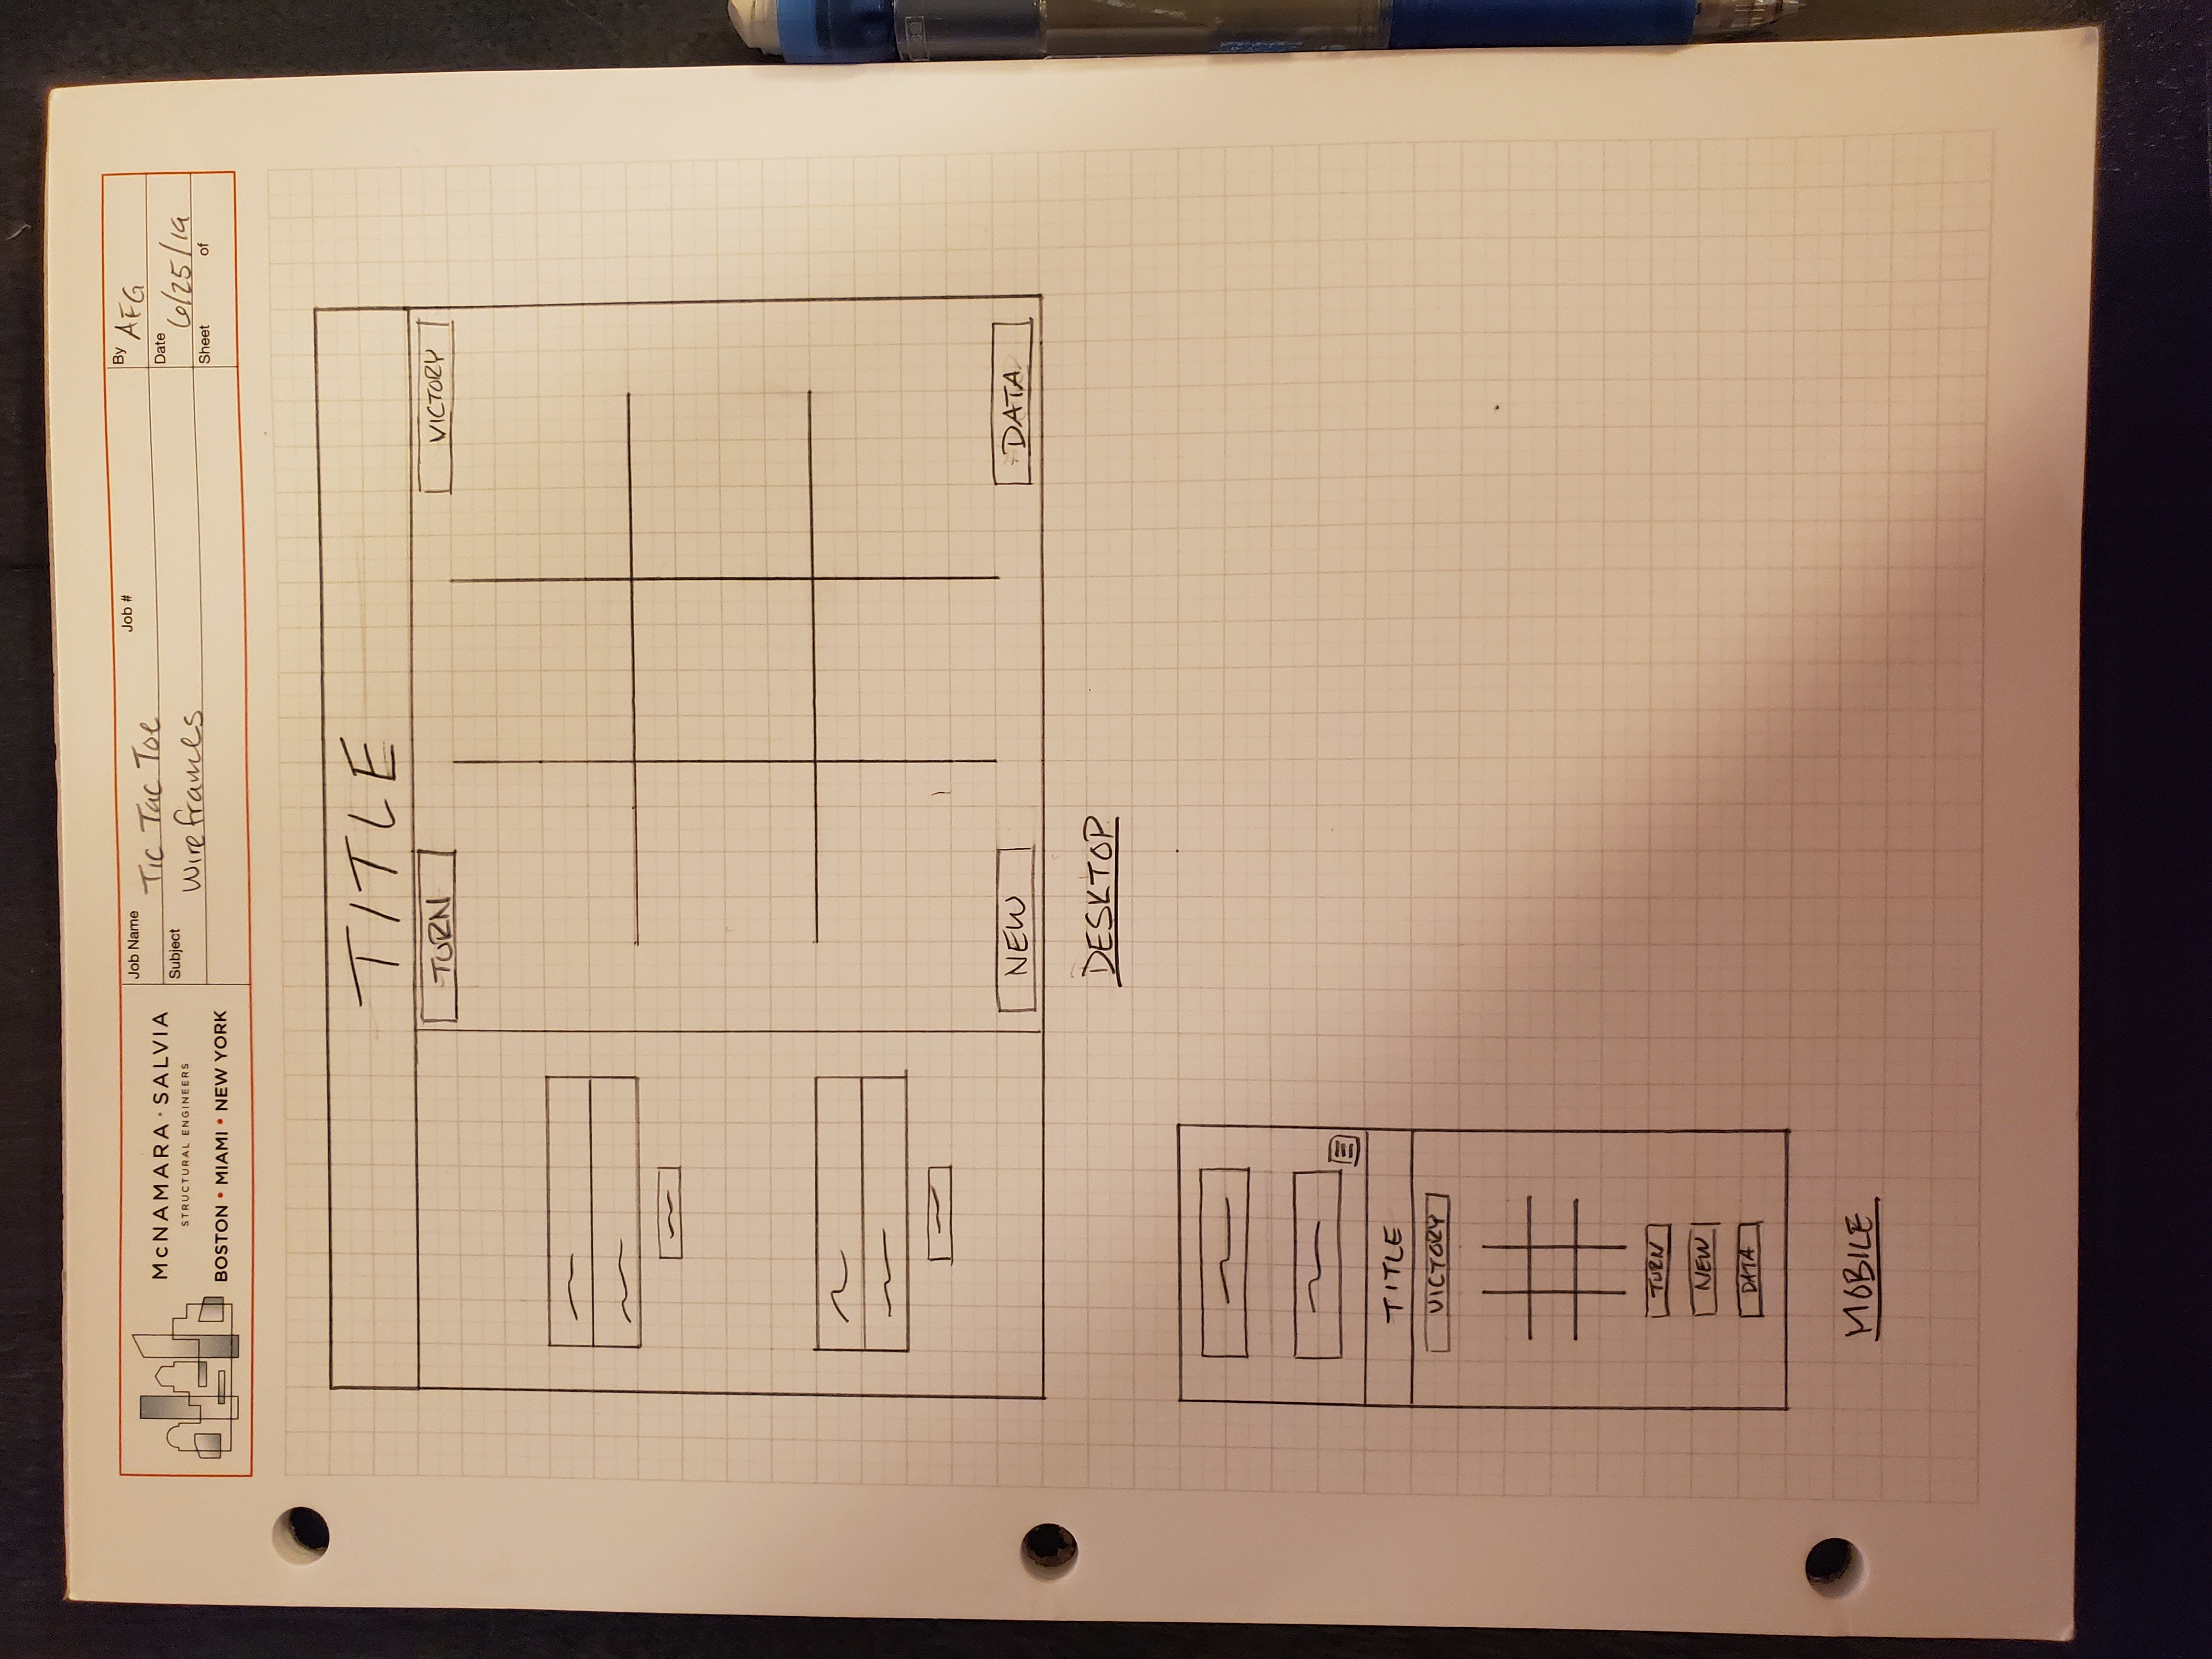 McNAMARA · SALVIA
STRUCTURAL ENGINEERS
BOSTON • MIAMI • NEW YORK
Job Name Tic Tac Toe Job #
Subject Wireframes
By AFG
Date 6/25/19
Sheet of
TITLE
TURN VICTORY
NEW DATA
DESKTOP
TITLE
VICTORY
TURN
NEW
DATA
MOBILE